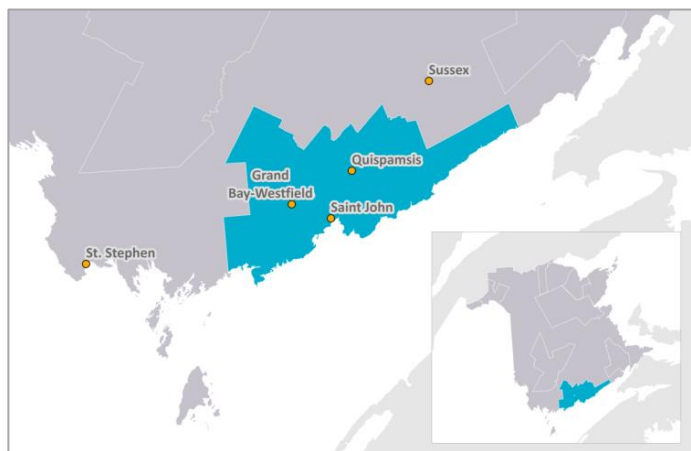 Sussex
Quispamsis
Grand
Bay-Westfield
Saint John
St. Stephen